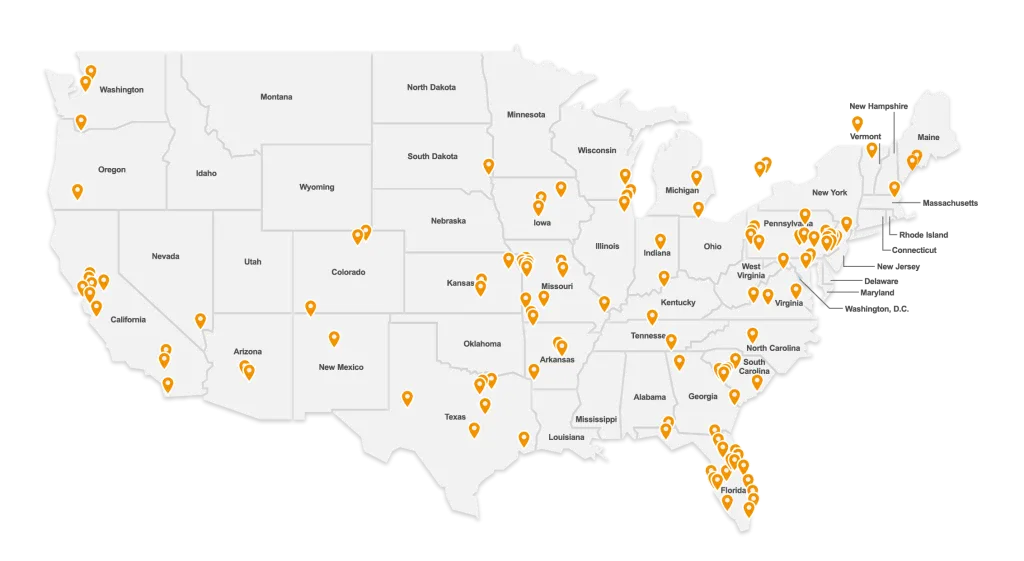 Washington
Montana
North Dakota
Minnesota
New Hampshire
Vermont
Maine
Oregon
Idaho
South Dakota
Wisconsin
Wyoming
Michigan
New York
Massachusetts
Nebraska
Iowa
Pennsylvania
Rhode Island
Nevada
Utah
Colorado
Kansas
Missouri
Illinois
Indiana
Ohio
West
Virginia
Connecticut
New Jersey
Delaware
Maryland
Washington, D.C.
California
Kentucky
Virginia
Arizona
New Mexico
Oklahoma
Arkansas
Tennesse
North Carolina
South
Carolina
Texas
Louisiana
Mississippi
Alabama
Georgia
Florida